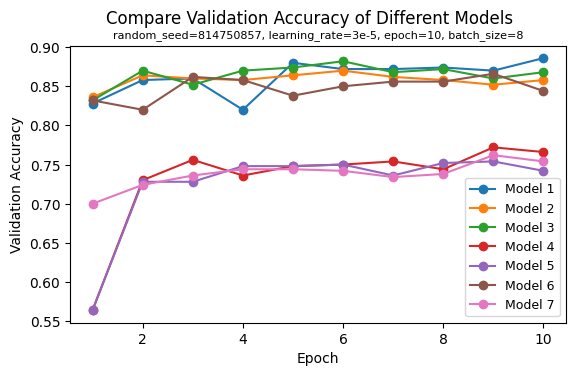 Compare Validation Accuracy of Different Models
random_seed=814750857, learning_rate=3e-5, epoch=10, batch_size=8
Validation Accuracy
0.90
0.85
0.80
0.75
0.70
0.65
0.60
0.55
Model 1
Model 2
Model 3
Model 4
Model 5
Model 6
Model 7
2
4
6
8
10
Epoch